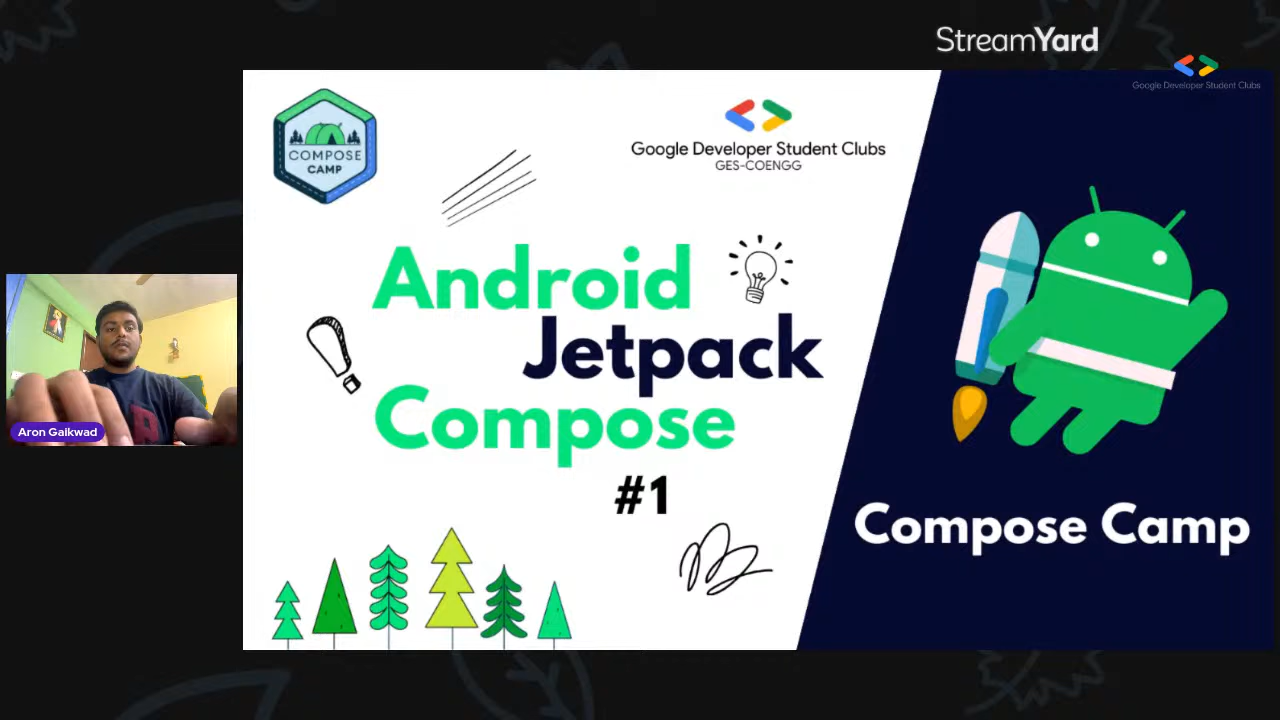 StreamYard
Google Developer Student Clubs
COMPOSE
CAMP
Google Developer Student Clubs
GES-COENGG
Android
Jetpack
Compose
#1
Compose Camp
Aron Gaikwad